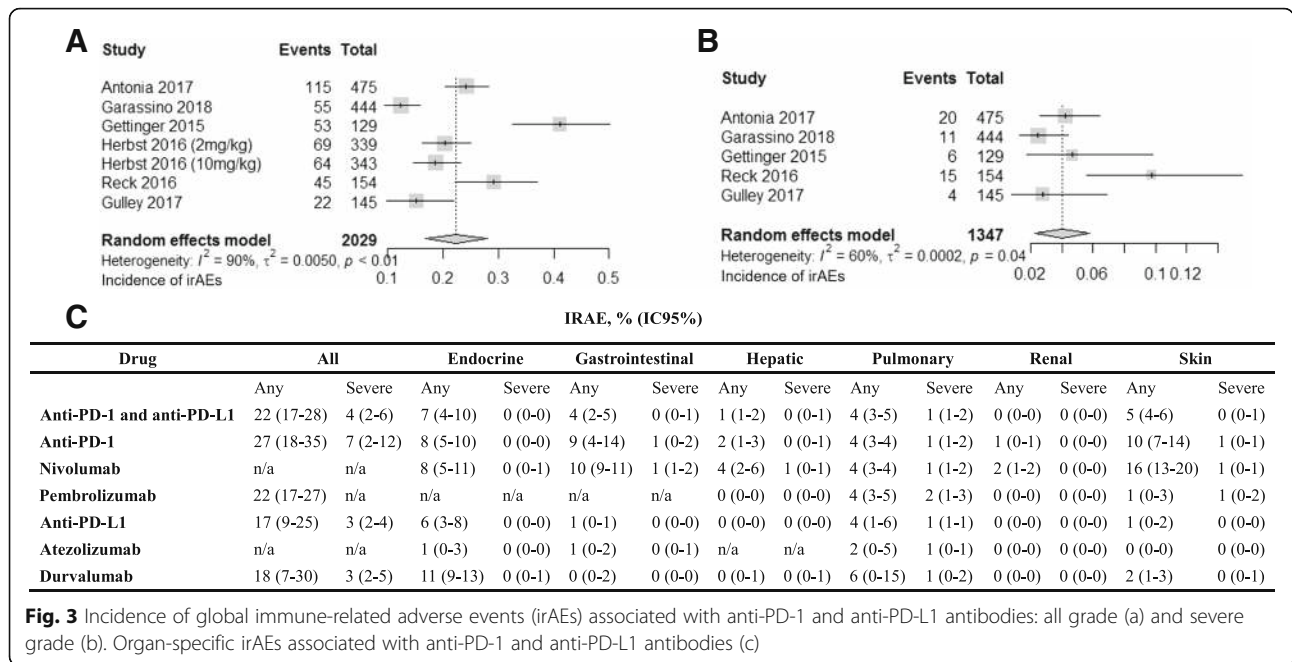 A
Study Events Total
Antonia 2017 115 475
Garassino 2018 55 444
Gettinger 2015 53 129
Herbst 2016 (2mg/kg) 69 339
Herbst 2016 (10mg/kg) 64 343
Reck 2016 45 154
Gulley 2017 22 145
Random effects model 2029
Heterogeneity: I² = 90%, τ² = 0.0050, p < 0.01
0.1 0.2 0.3 0.4 0.5
Incidence of irAEs
B
Study Events Total
Antonia 2017 20 475
Garassino 2018 11 444
Gettinger 2015 6 129
Reck 2016 15 154
Gulley 2017 4 145
Random effects model 1347
Heterogeneity: I² = 60%, τ² = 0.0002, p = 0.04
0.02 0.06 0.1 0.12
Incidence of irAEs
C
IRAE, % (IC95%)
Drug All Endocrine Gastrointestinal Hepatic Pulmonary Renal Skin
Any Severe Any Severe Any Severe Any Severe Any Severe Any Severe Any Severe
Anti-PD-1 and anti-PD-L1 22 (17-28) 4 (2-6) 7 (4-10) 0 (0-0) 4 (2-5) 0 (0-1) 1 (1-2) 0 (0-1) 4 (3-5) 1 (1-2) 0 (0-0) 0 (0-0) 5 (4-6) 0 (0-1)
Anti-PD-1 27 (18-35) 7 (2-12) 8 (5-10) 0 (0-0) 9 (4-14) 1 (0-2) 2 (1-3) 0 (0-1) 4 (3-4) 1 (1-2) 1 (0-1) 0 (0-0) 10 (7-14) 1 (0-1)
Nivolumab n/a n/a 8 (5-11) 0 (0-1) 10 (9-11) 1 (1-2) 4 (2-6) 1 (0-1) 4 (3-4) 1 (1-2) 2 (1-2) 0 (0-0) 16 (13-20) 1 (0-1)
Pembrolizumab 22 (17-27) n/a n/a n/a n/a n/a 0 (0-0) 0 (0-0) 4 (3-5) 2 (1-3) 0 (0-0) 0 (0-0) 1 (0-3) 1 (0-2)
Anti-PD-L1 17 (9-25) 3 (2-4) 6 (3-8) 0 (0-0) 1 (0-1) 0 (0-0) 0 (0-0) 0 (0-0) 4 (1-6) 1 (1-1) 0 (0-0) 0 (0-0) 1 (0-2) 0 (0-0)
Atezolizumab n/a n/a 1 (0-3) 0 (0-0) 1 (0-2) 0 (0-1) n/a n/a 2 (0-5) 1 (0-1) 0 (0-0) 0 (0-0) 0 (0-0) 0 (0-0)
Durvalumab 18 (7-30) 3 (2-5) 11 (9-13) 0 (0-1) 0 (0-2) 0 (0-0) 0 (0-1) 0 (0-1) 6 (0-15) 1 (0-2) 0 (0-0) 0 (0-0) 2 (1-3) 0 (0-1)
Fig. 3 Incidence of global immune-related adverse events (irAEs) associated with anti-PD-1 and anti-PD-L1 antibodies: all grade (a) and severe
grade (b). Organ-specific irAEs associated with anti-PD-1 and anti-PD-L1 antibodies (c)